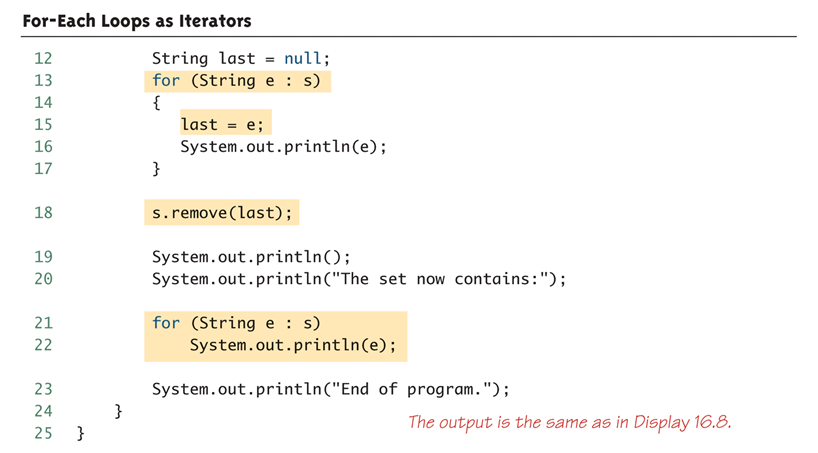 For-Each Loops as Iterators
12 String last = null;
13 for (String e : s)
14 {
15 last = e;
16 System.out.println(e);
17 }
18 s.remove(last);
19 System.out.println();
20 System.out.println("The set now contains:");
21 for (String e : s)
22 System.out.println(e);
23 System.out.println("End of program.");
24 }
The output is the same as in Display 16.8.
25 }